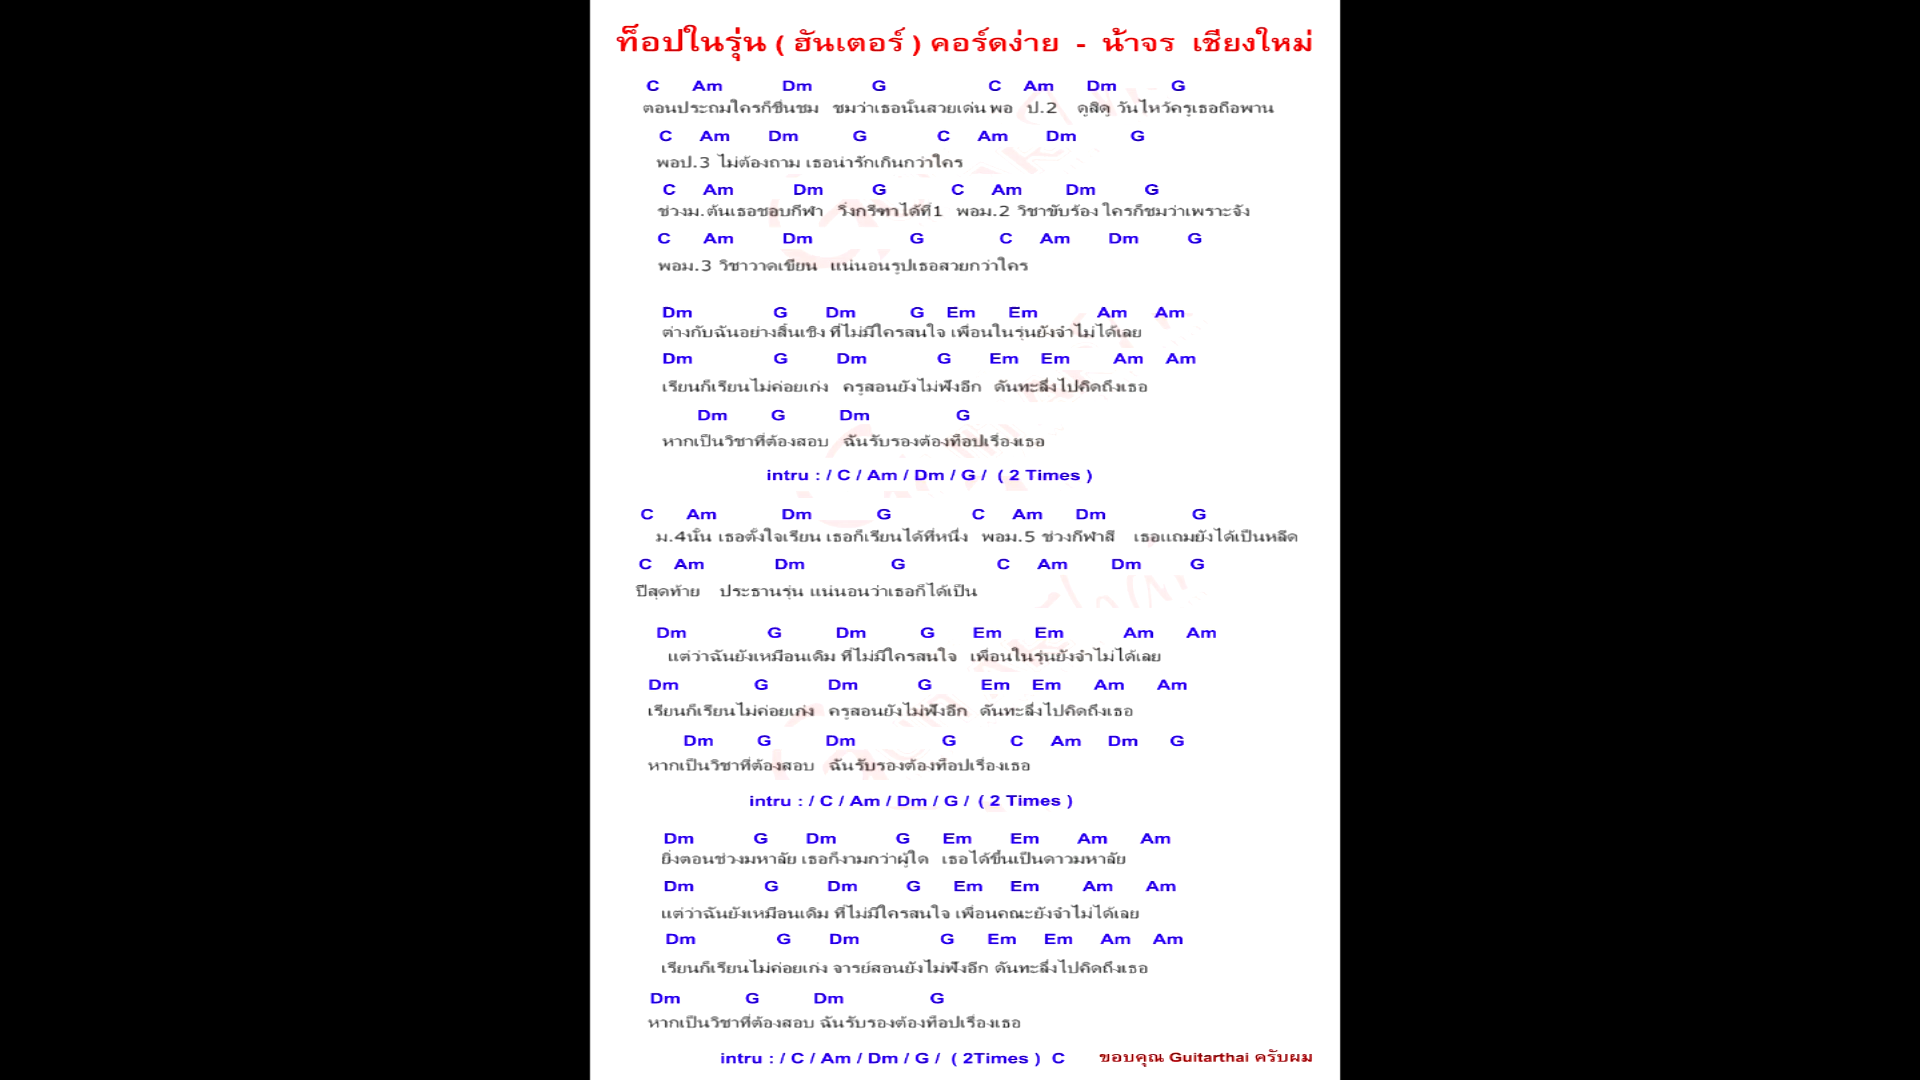 ท็อปในรุ่น ( ฮันเตอร์ ) คอร์ดง่าย - น้าจร เชียงใหม่
C Am Dm G C Am Dm G
ตอนประถมใครก็ชื่นชม ชมว่าเธอนั้นสวยเด่น พอ ป.2 ดูสิดู วันไหว้ครูเธอถือพาน
C Am Dm G C Am Dm G
พอป.3 ไม่ต้องถาม เธอน่ารักเกินกว่าใคร
C Am Dm G C Am Dm G
ช่วงม.ต้นเธอชอบกีฬา วิ่งกรีฑาได้ที่1 พอม.2 วิชาขับร้อง ใครก็ชมว่าเพราะจัง
C Am Dm G C Am Dm G
พอม.3 วิชาวาดเขียน แน่นอนรูปเธอสวยกว่าใคร
Dm G Dm G Em Em Am Am
ต่างกับฉันอย่างสิ้นเชิง ที่ไม่มีใครสนใจ เพื่อนในรุ่นยังจำไม่ได้เลย
Dm G Dm G Em Em Am Am
เรียนก็เรียนไม่ค่อยเก่ง ครูสอนยังไม่ฟังอีก ดันทะลึ่งไปคิดถึงเธอ
Dm G Dm G
หากเป็นวิชาที่ต้องสอบ ฉันรับรองต้องท็อปเรื่องเธอ
intru : / C / Am / Dm / G / ( 2 Times )
C Am Dm G C Am Dm G
ม.4นั้น เธอตั้งใจเรียน เธอก็เรียนได้ที่หนึ่ง พอม.5 ช่วงกีฬาสี เธอแถมยังได้เป็นหลีด
C Am Dm G C Am Dm G
ปีสุดท้าย ประธานรุ่น แน่นอนว่าเธอก็ได้เป็น
Dm G Dm G Em Em Am Am
แต่ว่าฉันยังเหมือนเดิม ที่ไม่มีใครสนใจ เพื่อนในรุ่นยังจำไม่ได้เลย
Dm G Dm G Em Em Am Am
เรียนก็เรียนไม่ค่อยเก่ง ครูสอนยังไม่ฟังอีก ดันทะลึ่งไปคิดถึงเธอ
Dm G Dm G C Am Dm G
หากเป็นวิชาที่ต้องสอบ ฉันรับรองต้องท็อปเรื่องเธอ
intru : / C / Am / Dm / G / ( 2 Times )
Dm G Dm G Em Em Am Am
ยิ่งตอนช่วงมหาลัย เธอก็งามกว่าผู้ใด เธอได้ขึ้นเป็นดาวมหาลัย
Dm G Dm G Em Em Am Am
แต่ว่าฉันยังเหมือนเดิม ที่ไม่มีใครสนใจ เพื่อนคณะยังจำไม่ได้เลย
Dm G Dm G Em Em Am Am
เรียนก็เรียนไม่ค่อยเก่ง จารย์สอนยังไม่ฟังอีก ดันทะลึ่งไปคิดถึงเธอ
Dm G Dm G
หากเป็นวิชาที่ต้องสอบ ฉันรับรองต้องท็อปเรื่องเธอ
intru : / C / Am / Dm / G / ( 2Times ) C ขอบคุณ Guitarthai ครับผม